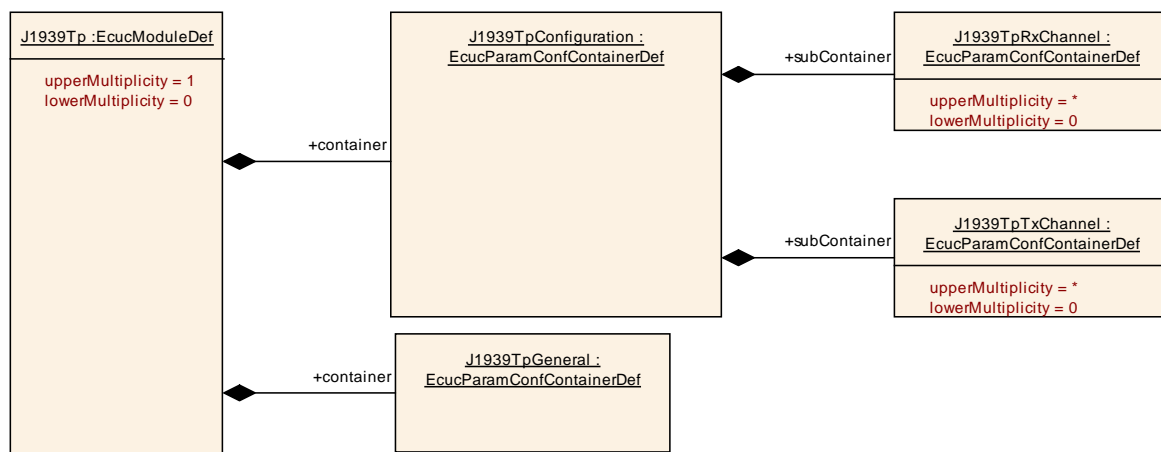 J1939Tp :EcucModuleDef
upperMultiplicity = 1
lowerMultiplicity = 0
+container
J1939TpConfiguration :
EcucParamConfContainerDef
+subContainer
J1939TpRxChannel :
EcucParamConfContainerDef
upperMultiplicity = *
lowerMultiplicity = 0
+subContainer
J1939TpTxChannel :
EcucParamConfContainerDef
upperMultiplicity = *
lowerMultiplicity = 0
+container
J1939TpGeneral :
EcucParamConfContainerDef